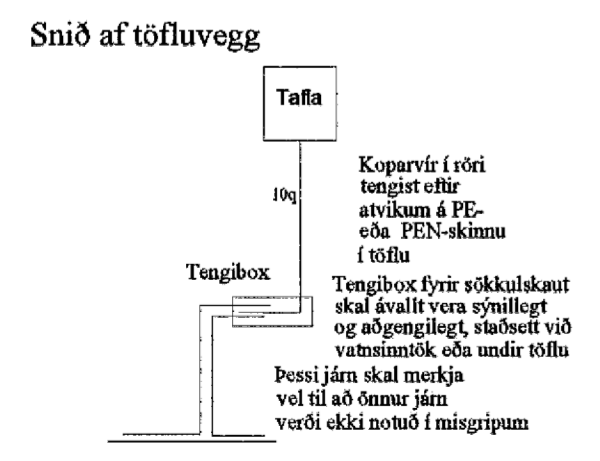 Snið af töfluvegg
Tafla
Koparvír í röri
tengist eftir
atvikum á PE-
eða PEN-skinnu
í töflu
10q
Tengibox
Tengibox fyrir sökkulskaut
skal ávallt vera sýnillegt
og aðgengilegt, staðsett við
vatnsinntök eða undir töflu
Þessi járn skal merkja
vel til að önnur járn
verði ekki notuð í misgripum